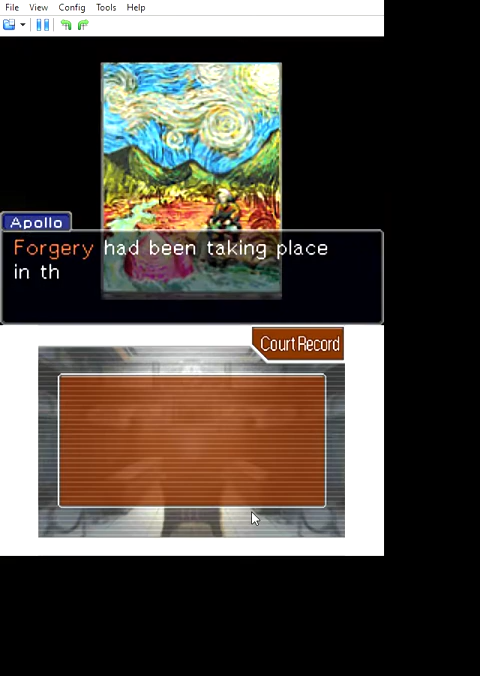 File View Config Tools Help
Apollo
Forgery had been taking place
in th
Court Record